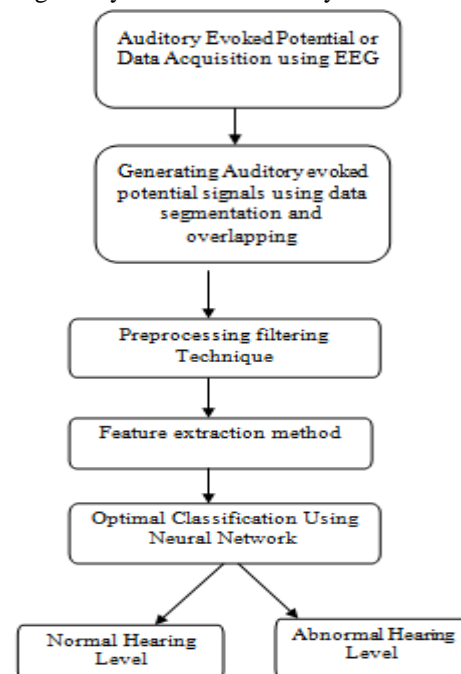 Auditory Evoked Potential or
Data Acquisition using EEG
Generating Auditory evoked
potential signals using data
segmentation and
overlapping
Preprocessing filtering
Technique
Feature extraction method
Optimal Classification Using
Neural Network
Normal Hearing
Level
Abnormal Hearing
Level